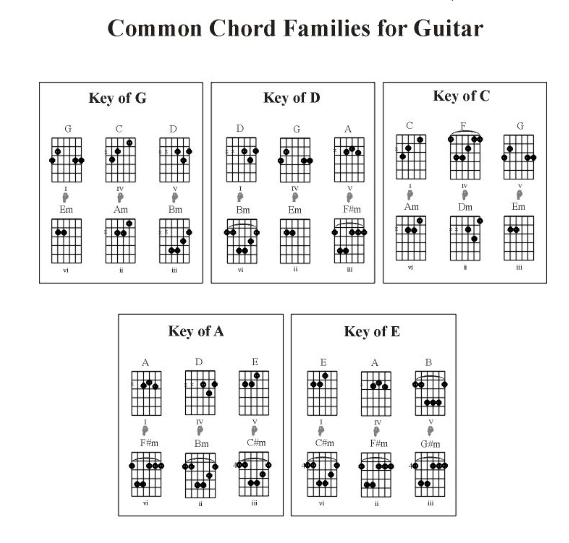 Common Chord Families for Guitar
Key of G
G C D
I IV V
Em Am Bm
vi ii iii
Key of D
D G A
I IV V
Bm Em F#m
vi ii iii
Key of C
C F G
I IV V
Am Dm Em
vi ii iii
Key of A
A D E
I IV V
F#m Bm C#m
vi ii iii
Key of E
E A B
I IV V
C#m F#m G#m
vi ii iii